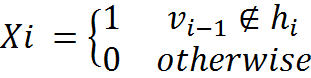 Xi = { 1 v_{i−1} ∉ h_i
0 otherwise